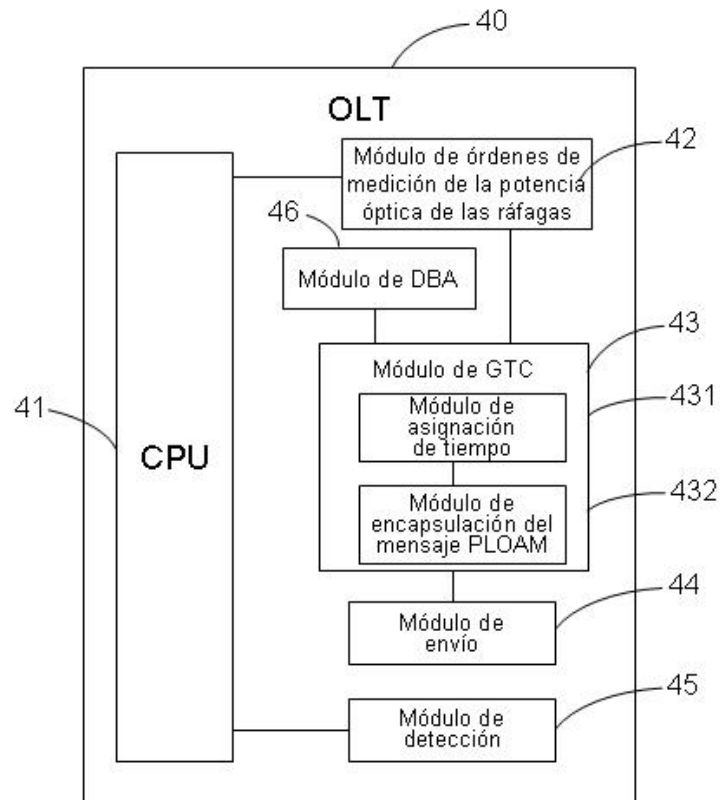 40
OLT
Módulo de órdenes de
medición de la potencia
óptica de las ráfagas
42
46
Módulo de DBA
43
Módulo de GTC
431
Módulo de
asignación
de tiempo
41
CPU
432
Módulo de
encapsulación del
mensaje PLOAM
44
Módulo de
envío
45
Módulo de
detección